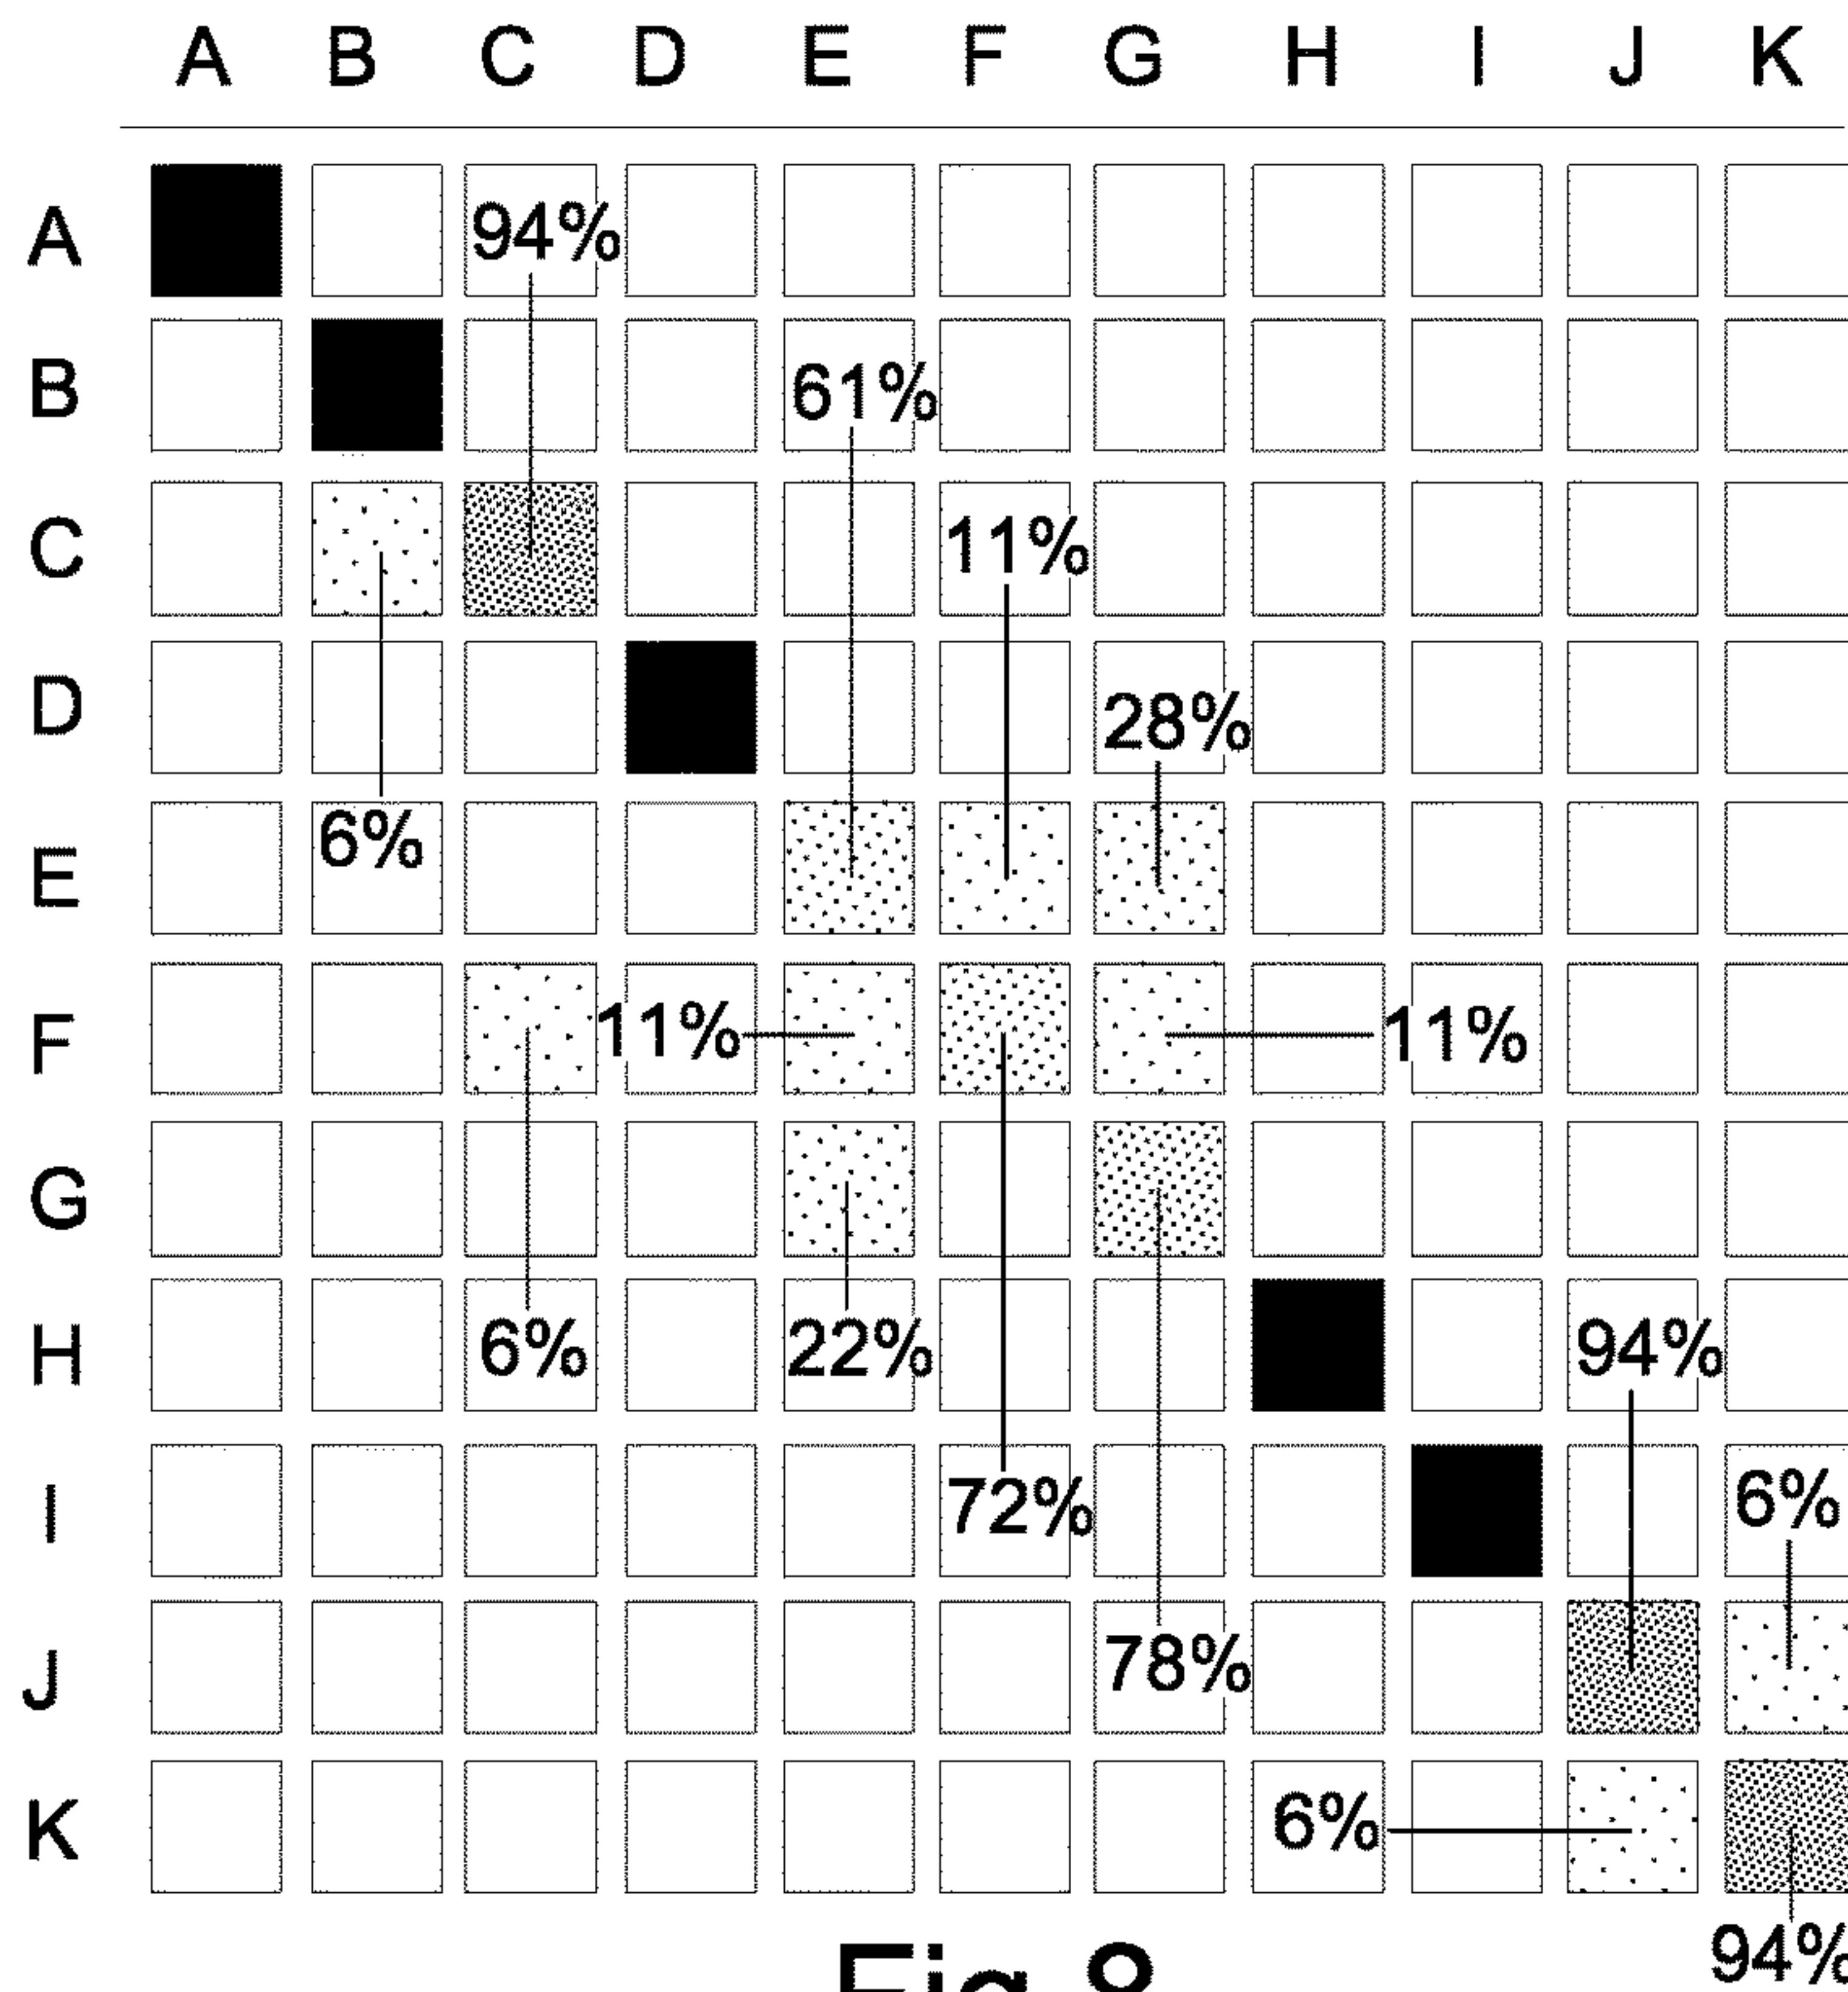 A B C D E F G H I J K
A 94%
B 61%
C 11%
D 28%
E 6%
F 11% 11%
G
H 6% 22% 94%
I 72% 6%
J 78%
K 6%
94%